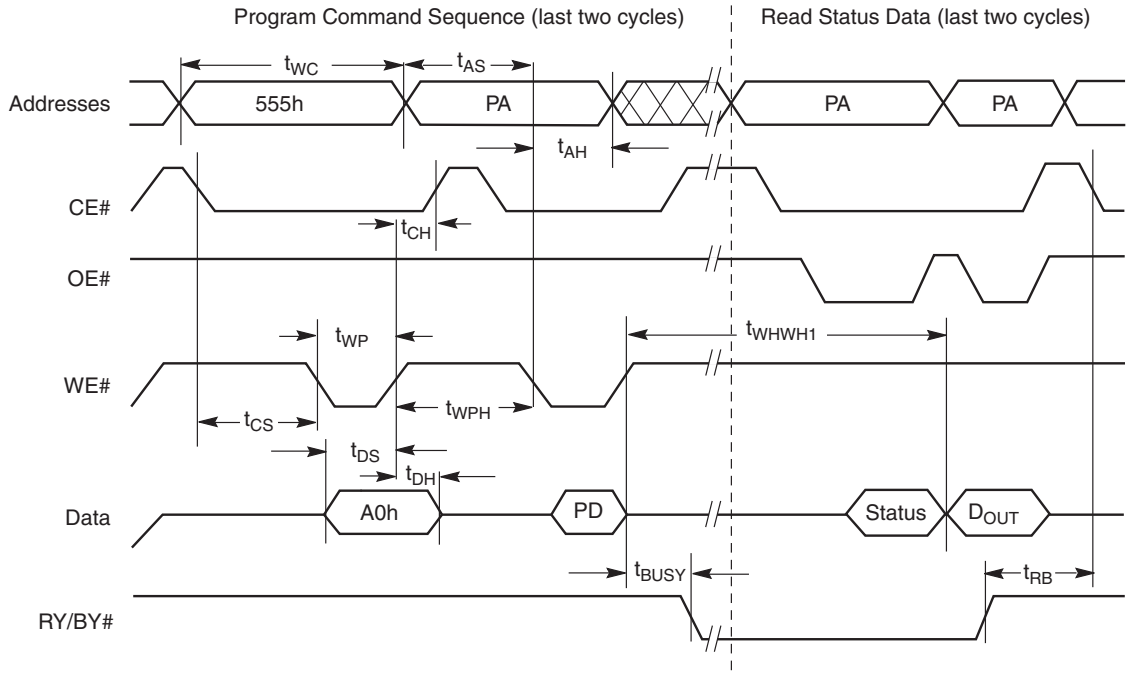 Program Command Sequence (last two cycles)
Read Status Data (last two cycles)
tWC
tAS
Addresses
555h
PA
PA
PA
tAH
CE#
tCH
OE#
tWP
tWHWH1
WE#
tCS
tWPH
tDS
tDH
Data
A0h
PD
Status
DOUT
tBUSY
tRB
RY/BY#